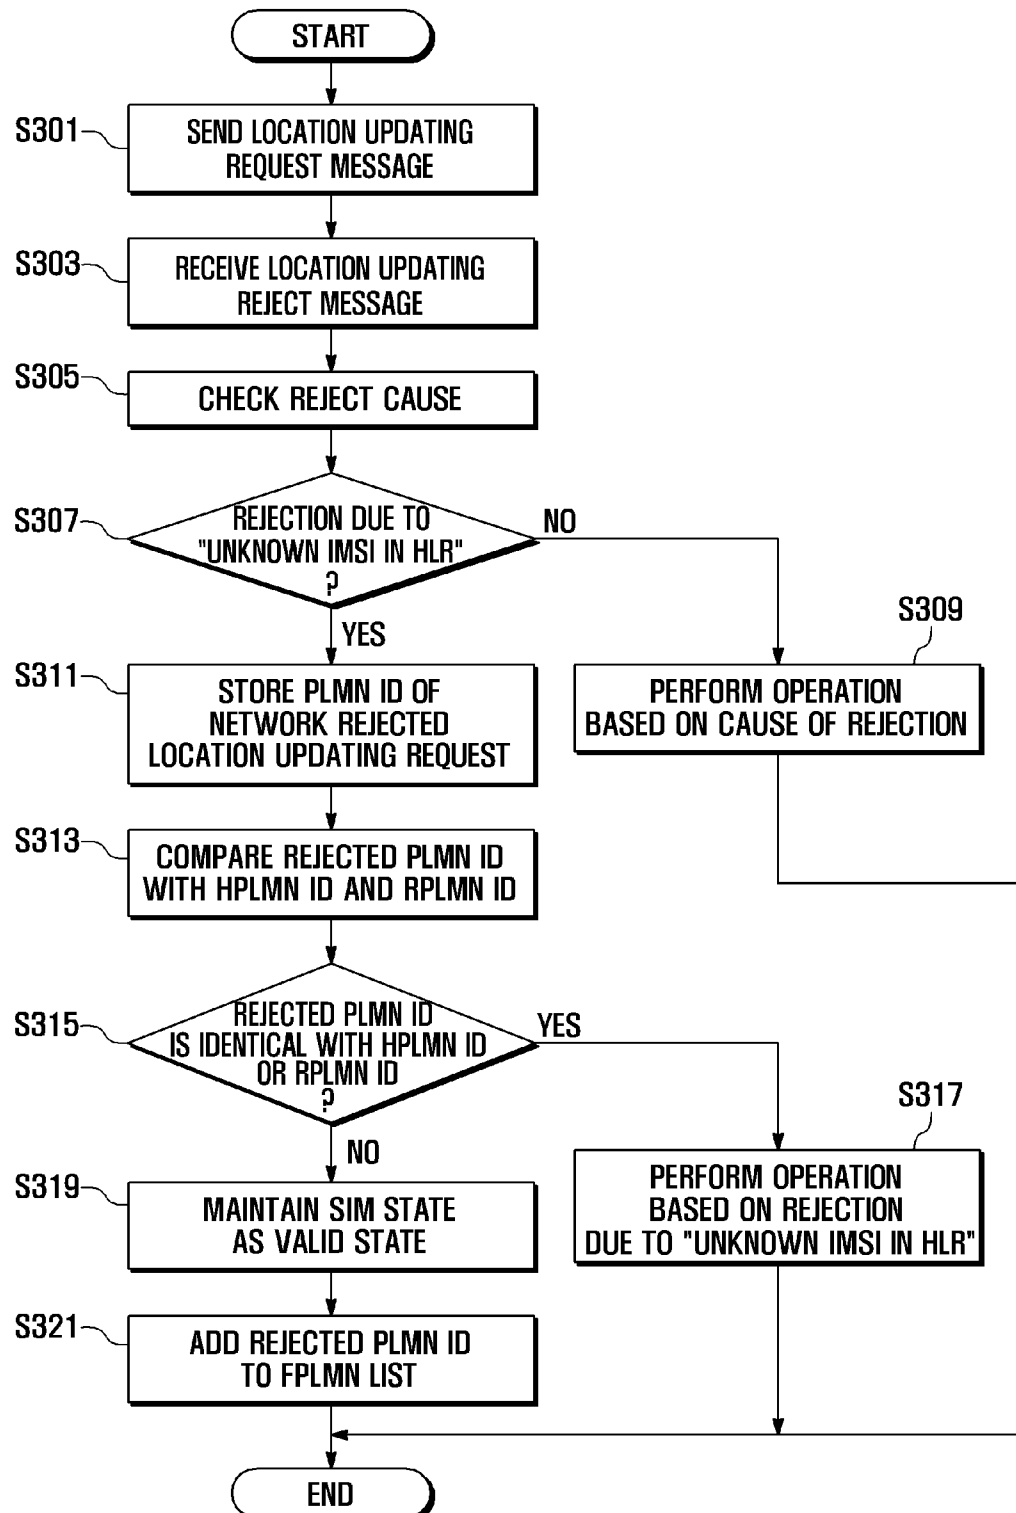 START
S301
SEND LOCATION UPDATING
REQUEST MESSAGE
S303
RECEIVE LOCATION UPDATING
REJECT MESSAGE
S305
CHECK REJECT CAUSE
S307
REJECTION DUE TO
"UNKNOWN IMSI IN HLR"
?
NO
YES
S309
PERFORM OPERATION
BASED ON CAUSE OF REJECTION
S311
STORE PLMN ID OF
NETWORK REJECTED
LOCATION UPDATING REQUEST
S313
COMPARE REJECTED PLMN ID
WITH HPLMN ID AND RPLMN ID
S315
REJECTED PLMN ID
IS IDENTICAL WITH HPLMN ID
OR RPLMN ID
?
YES
NO
S317
PERFORM OPERATION
BASED ON REJECTION
DUE TO "UNKNOWN IMSI IN HLR"
S319
MAINTAIN SIM STATE
AS VALID STATE
S321
ADD REJECTED PLMN ID
TO FPLMN LIST
END